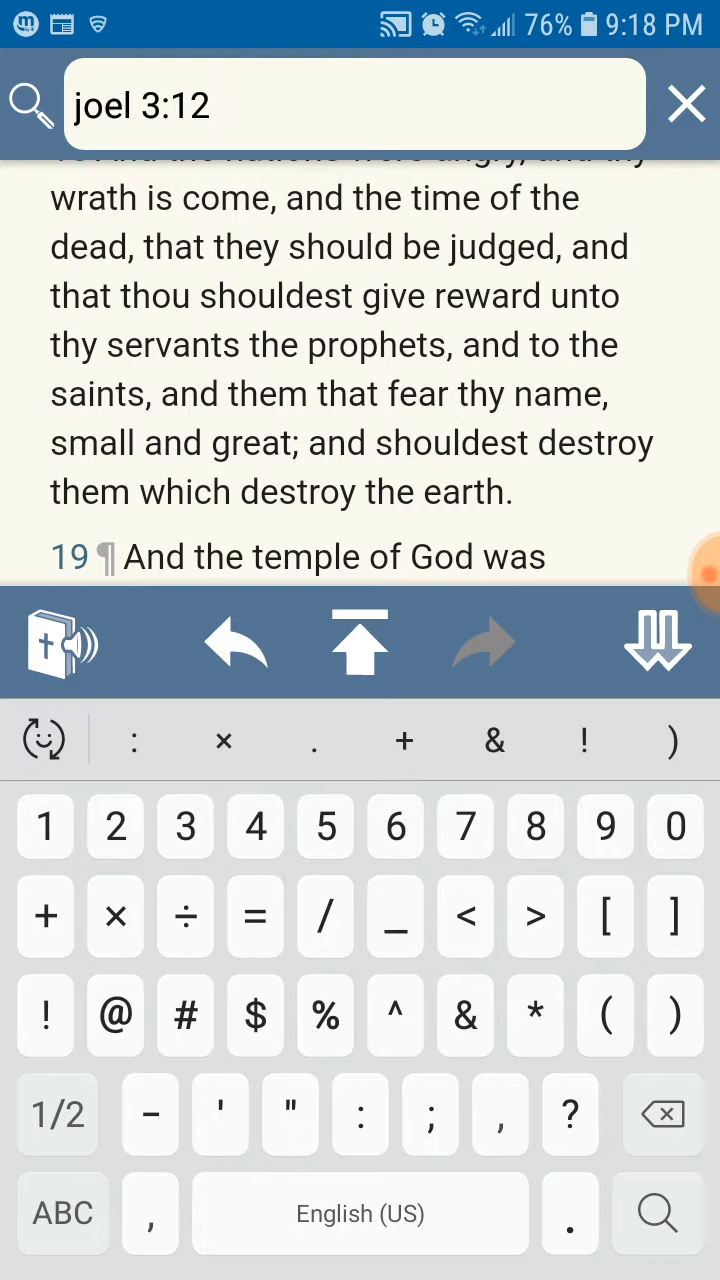 76% 9:18 PM
joel 3:12
wrath is come, and the time of the
dead, that they should be judged, and
that thou shouldest give reward unto
thy servants the prophets, and to the
saints, and them that fear thy name,
small and great; and shouldest destroy
them which destroy the earth.
19 ¶ And the temple of God was
: × . + & ! )
1 2 3 4 5 6 7 8 9 0
+ × ÷ = / _ < > [ ]
! @ # $ % ^ & * ( )
1/2 - ' " : ; , ?
ABC , English (US) .